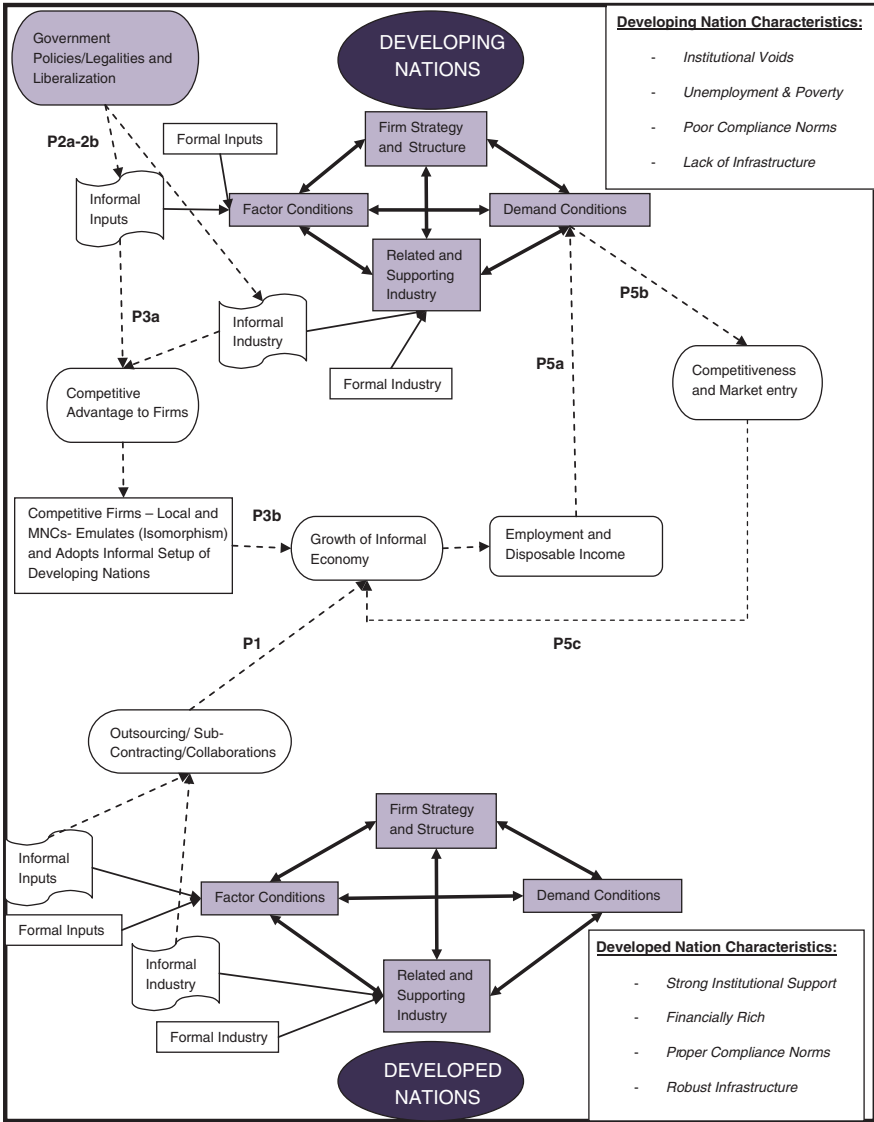 Government
Policies/Legalities and
Liberalization
DEVELOPING
NATIONS
Developing Nation Characteristics:
- Institutional Voids
- Unemployment & Poverty
- Poor Compliance Norms
- Lack of Infrastructure
P2a-2b
Formal Inputs
Firm Strategy
and Structure
Informal
Inputs
Factor Conditions
Demand Conditions
Related and
Supporting
Industry
P3a
Informal
Industry
P5b
P5a
Formal Industry
Competitive
Advantage to Firms
Competitiveness
and Market entry
Competitive Firms – Local and
MNCs- Emulates (Isomorphism)
and Adopts Informal Setup of
Developing Nations
P3b
Growth of Informal
Economy
Employment and
Disposable Income
P1
P5c
Outsourcing/ Sub-
Contracting/Collaborations
Firm Strategy
and Structure
Informal
Inputs
Factor Conditions
Demand Conditions
Formal Inputs
Informal
Industry
Related and
Supporting
Industry
Formal Industry
DEVELOPED
NATIONS
Developed Nation Characteristics:
- Strong Institutional Support
- Financially Rich
- Proper Compliance Norms
- Robust Infrastructure